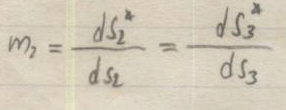 m₂ = dS₂* / dS₂ = dS₃* / dS₃